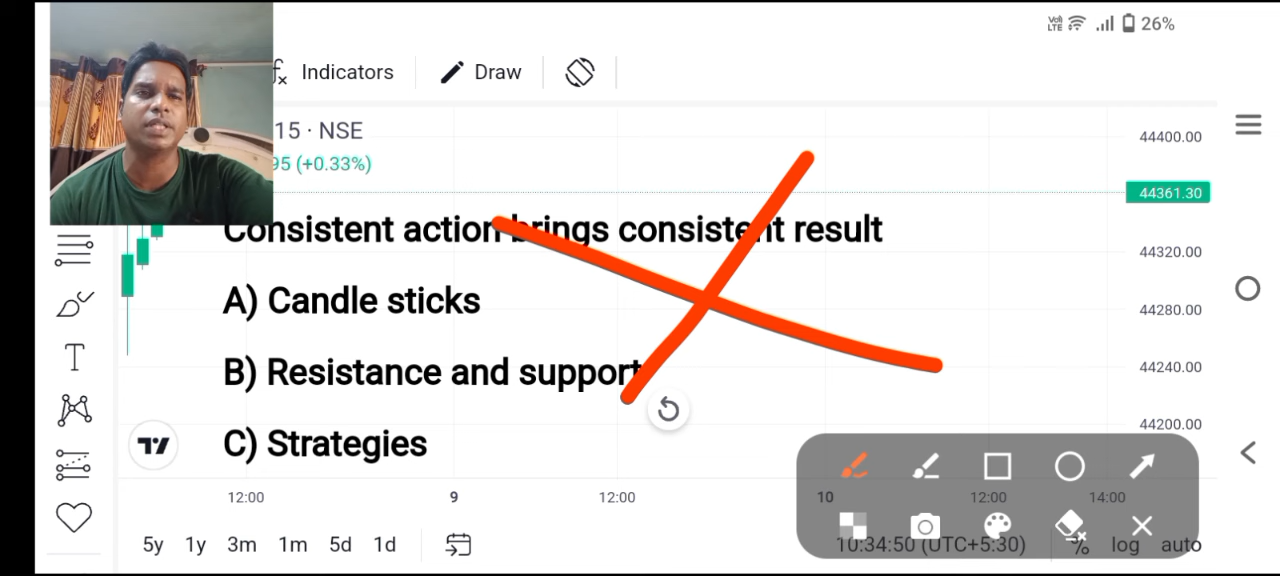 Vo) LTE 26%
Indicators Draw
15 · NSE
95 (+0.33%)
44400.00
44361.30
Consistent action brings consistent result
44320.00
A) Candle sticks
44280.00
B) Resistance and support
44240.00
44200.00
C) Strategies
12:00 9 12:00 10 12:00 14:00
5y 1y 3m 1m 5d 1d 10:34:50 (UTC+5:30) % log auto